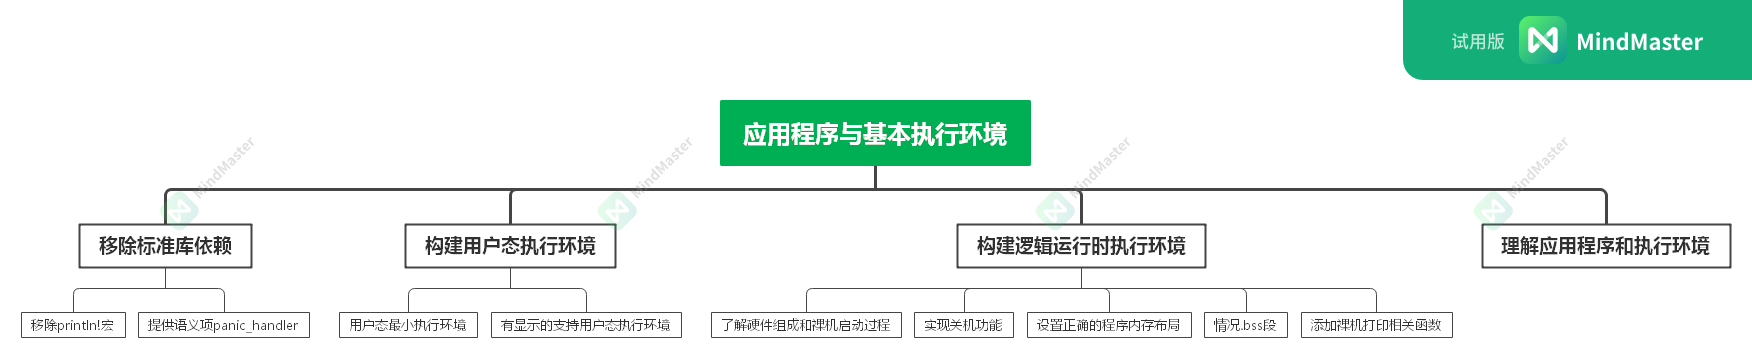 试用版 MindMaster
应用程序与基本执行环境
MindMaster MindMaster MindMaster MindMaster
移除标准库依赖 构建用户态执行环境 构建逻辑运行时执行环境 理解应用程序和执行环境
移除println!宏 提供语义项panic_handler 用户态最小执行环境 有显示的支持用户态执行环境 了解硬件组成和裸机启动过程 实现关机功能 设置正确的程序内存布局 情况.bss段 添加裸机打印相关函数